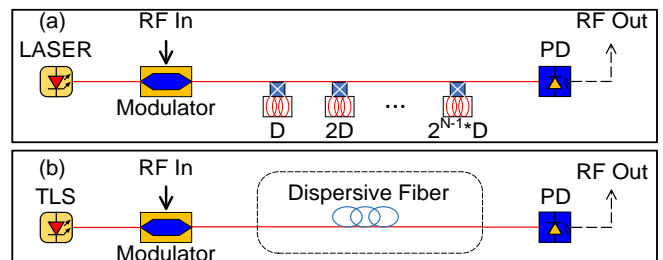 (a)
RF In
RF Out
LASER
PD
Modulator
D
2D
...
2^{N-1}*D
(b)
RF In
RF Out
TLS
Dispersive Fiber
PD
Modulator